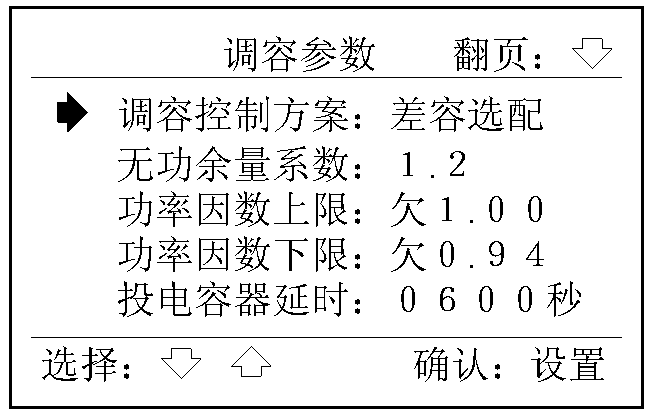 调容参数 翻页：
调容控制方案：差容选配
无功余量系数：1.2
功率因数上限：欠1.00
功率因数下限：欠0.94
投电容器延时：0600秒
选择： 确认：设置